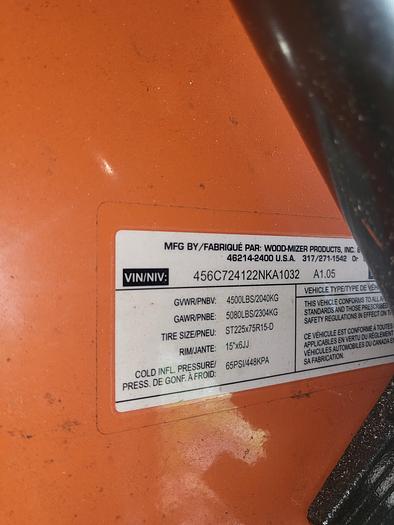 MFG BY/FABRIQUÉ PAR: WOOD-MIZER PRODUCTS, INC.
46214-2400 U.S.A. 317/271-1542 Or
VIN/NIV: 456C724122NKA1032 A1.05
GVWR/PNBV: 4500LBS/2040KG
GAWR/PNBE: 5080LBS/2304KG
TIRE SIZE/PNEU: ST225x75R15-D
RIM/JANTE: 15"x6JJ
COLD INFL. PRESSURE/ 65PSI/448KPA
PRESS. DE GONF. À FROID:
VEHICLE TYPE/TYPE DE
THIS VEHICLE CONFORMS TO ALL
STANDARDS AND THOSE PRESCRIBED
SAFETY REGULATIONS IN EFFECT ON
CE VÉHICULE EST CONFORME À TOUTES
APPLICABLES EN VERTU DU RÈGLEMENT
VÉHICULES AUTOMOBILES DU CANADA EN
SA FABRICATION.